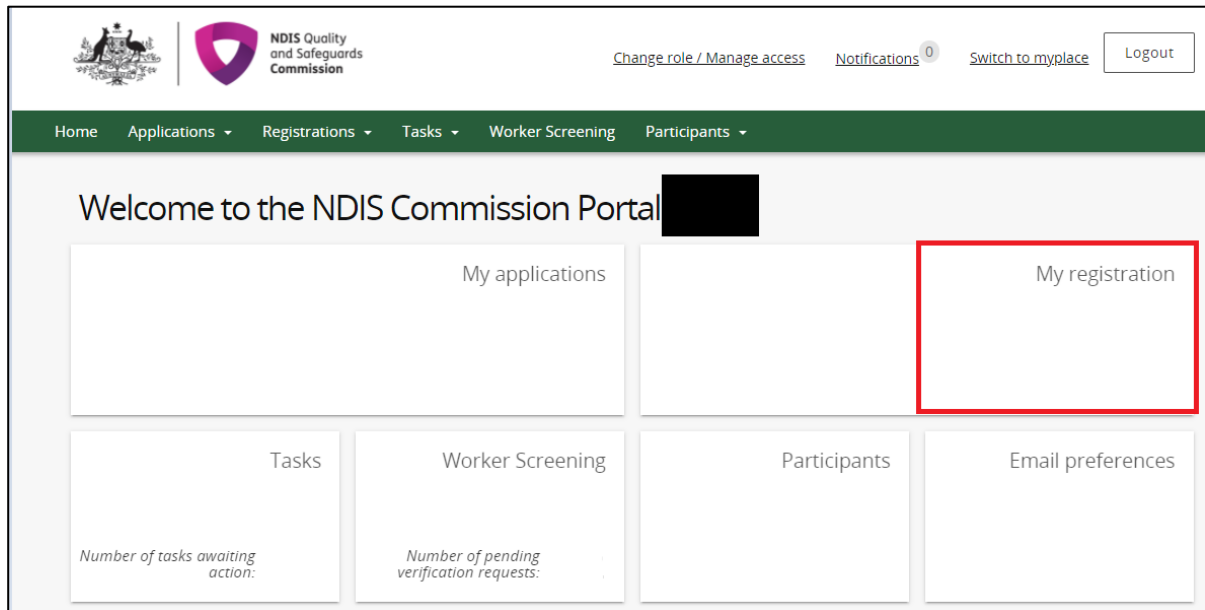 NDIS Quality
and Safeguards
Commission
Change role / Manage access Notifications 0 Switch to myplace Logout
Home Applications Registrations Tasks Worker Screening Participants
Welcome to the NDIS Commission Portal
My applications
My registration
Tasks
Number of tasks awaiting
action:
Worker Screening
Number of pending
verification requests:
Participants
Email preferences